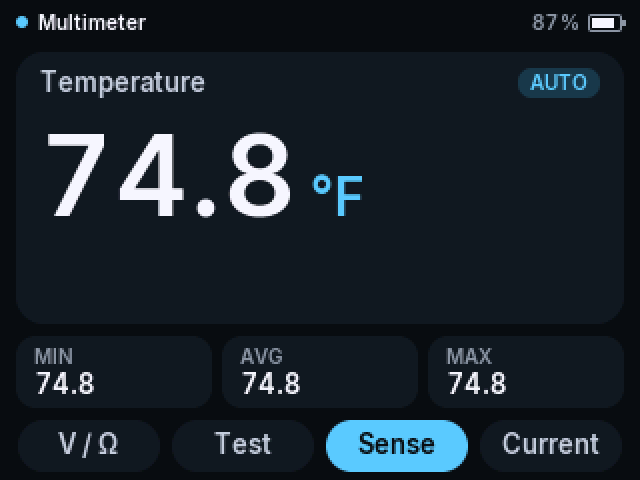 Multimeter 87%
Temperature AUTO
74.8 °F
MIN AVG MAX
74.8 74.8 74.8
V / Ω Test Sense Current